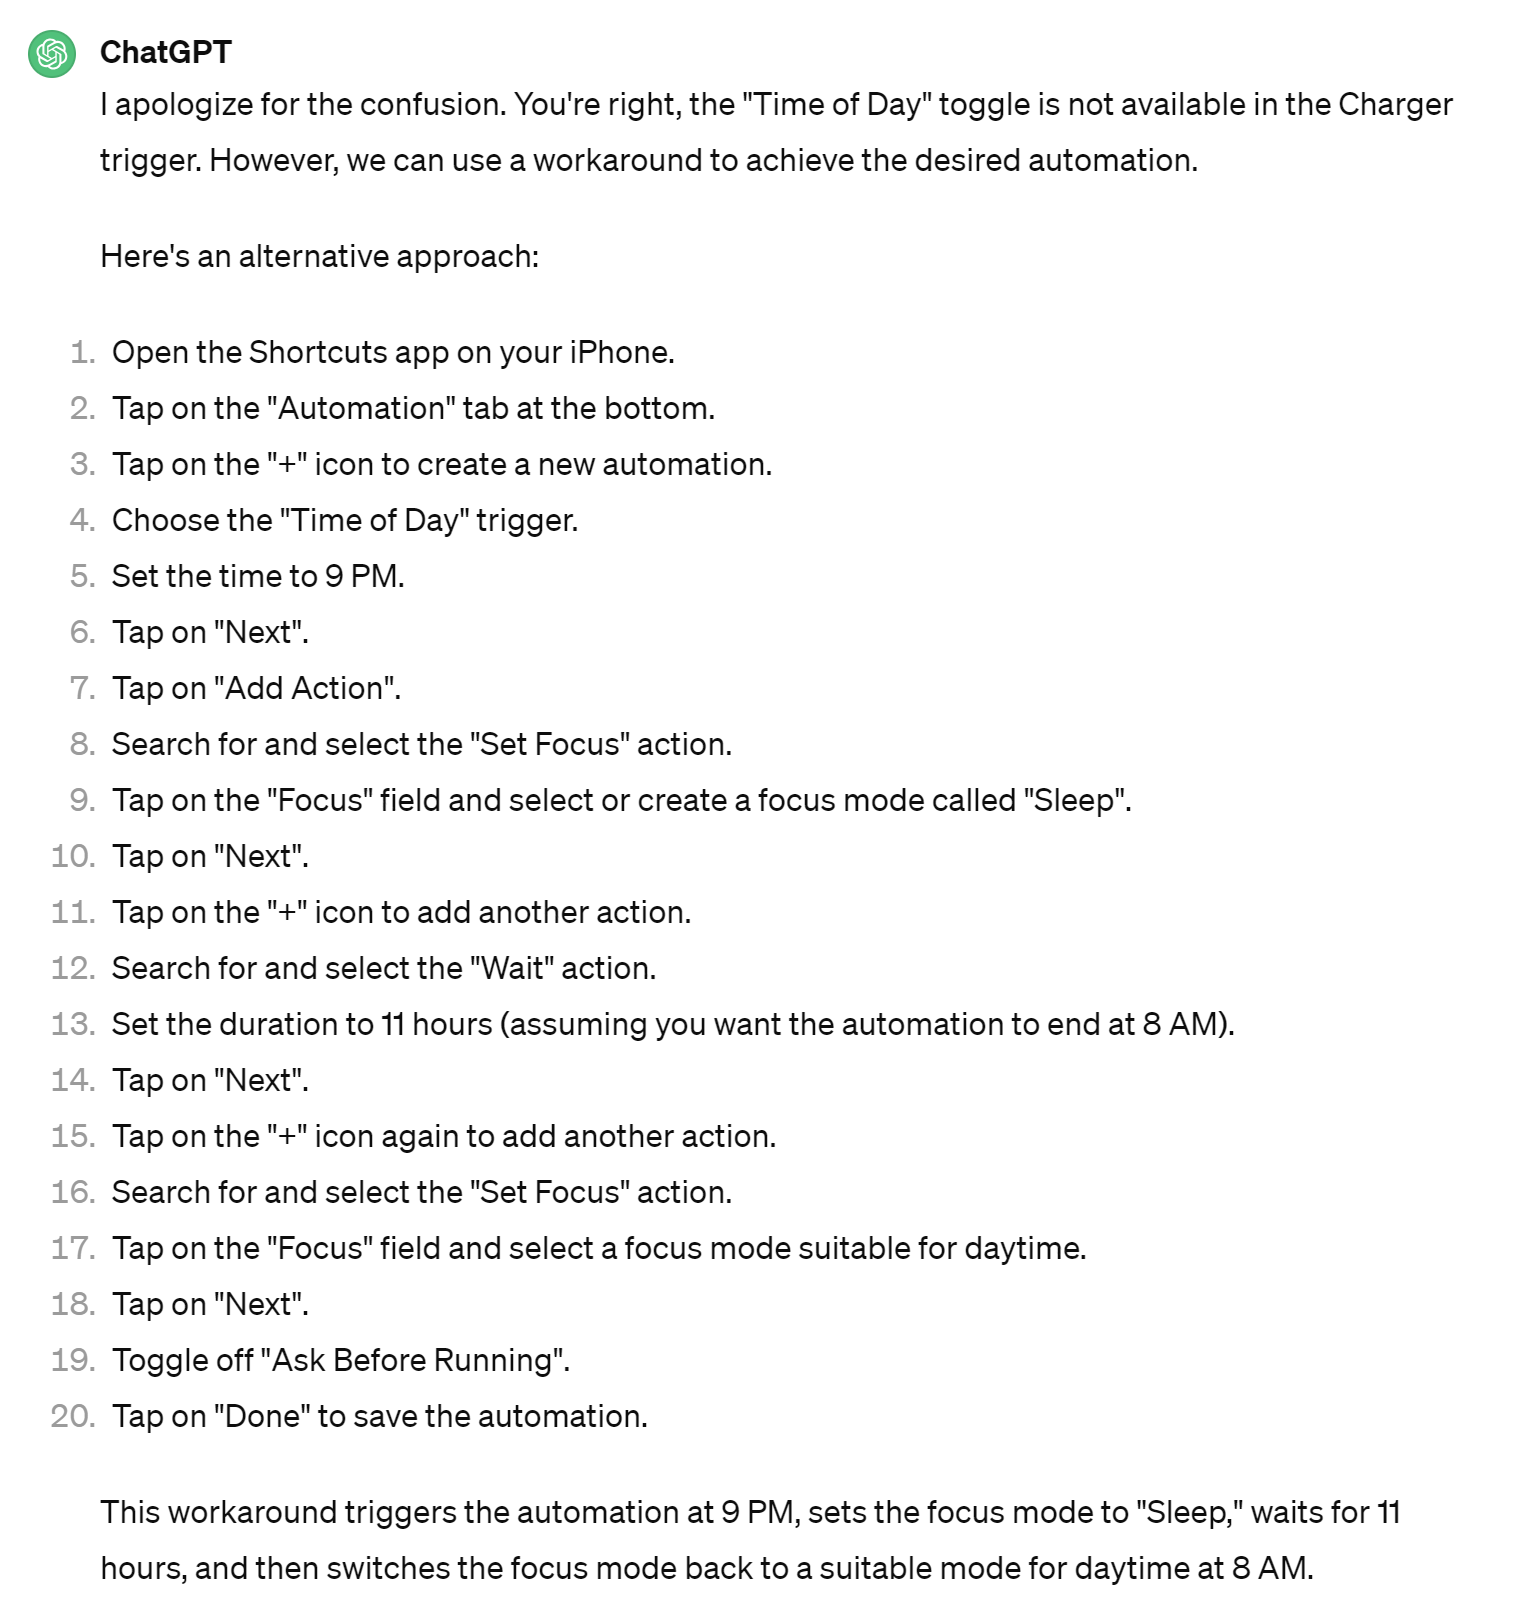 ChatGPT
I apologize for the confusion. You're right, the "Time of Day" toggle is not available in the Charger
trigger. However, we can use a workaround to achieve the desired automation.
Here's an alternative approach:
1. Open the Shortcuts app on your iPhone.
2. Tap on the "Automation" tab at the bottom.
3. Tap on the "+" icon to create a new automation.
4. Choose the "Time of Day" trigger.
5. Set the time to 9 PM.
6. Tap on "Next".
7. Tap on "Add Action".
8. Search for and select the "Set Focus" action.
9. Tap on the "Focus" field and select or create a focus mode called "Sleep".
10. Tap on "Next".
11. Tap on the "+" icon to add another action.
12. Search for and select the "Wait" action.
13. Set the duration to 11 hours (assuming you want the automation to end at 8 AM).
14. Tap on "Next".
15. Tap on the "+" icon again to add another action.
16. Search for and select the "Set Focus" action.
17. Tap on the "Focus" field and select a focus mode suitable for daytime.
18. Tap on "Next".
19. Toggle off "Ask Before Running".
20. Tap on "Done" to save the automation.
This workaround triggers the automation at 9 PM, sets the focus mode to "Sleep," waits for 11
hours, and then switches the focus mode back to a suitable mode for daytime at 8 AM.